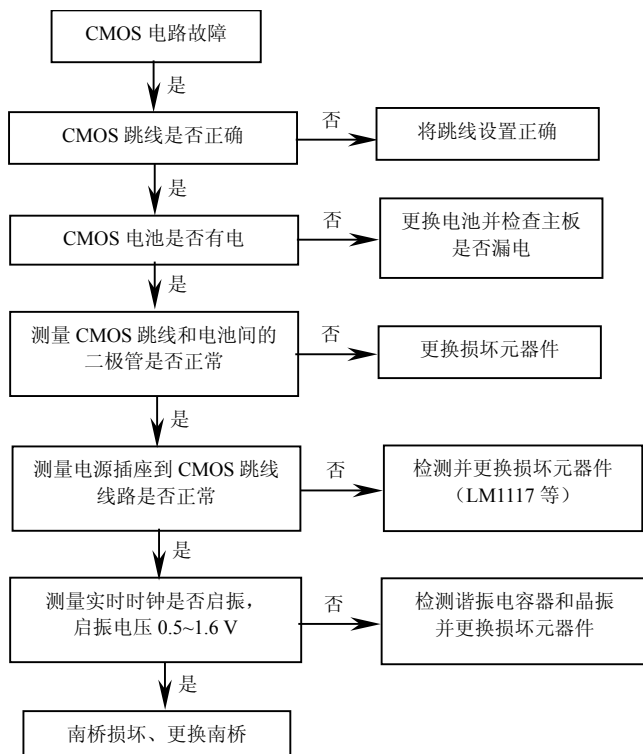 CMOS 电路故障
是
CMOS 跳线是否正确
否
将跳线设置正确
是
CMOS 电池是否有电
否
更换电池并检查主板
是否漏电
是
测量 CMOS 跳线和电池间的
二极管是否正常
否
更换损坏元器件
是
测量电源插座到 CMOS 跳线
线路是否正常
否
检测并更换损坏元器件
（LM1117 等）
是
测量实时时钟是否启振，
启振电压 0.5~1.6 V
否
检测谐振电容器和晶振
并更换损坏元器件
是
南桥损坏、更换南桥